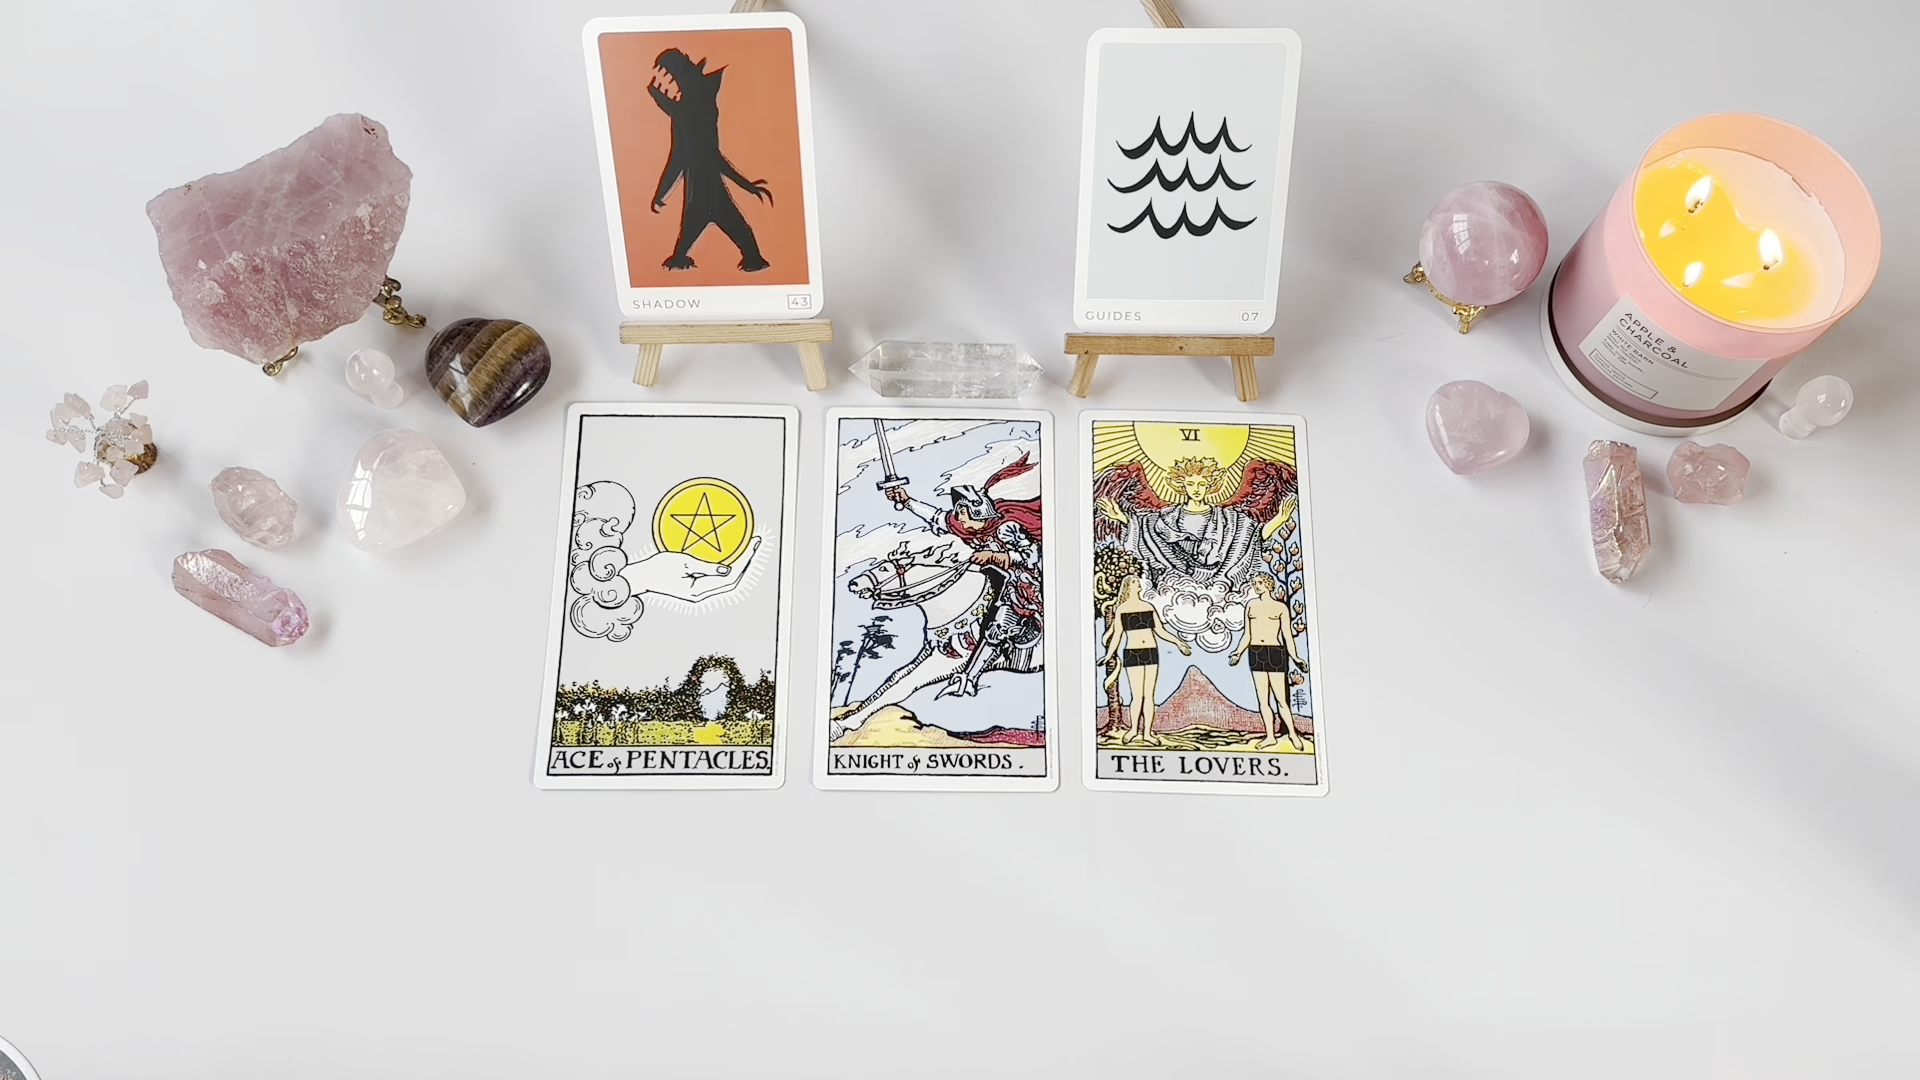 SHADOW 43
GUIDES 07
APPLE &
CHARCOAL
WHITE BARN
ACE of PENTACLES.
KNIGHT of SWORDS.
VI
THE LOVERS.